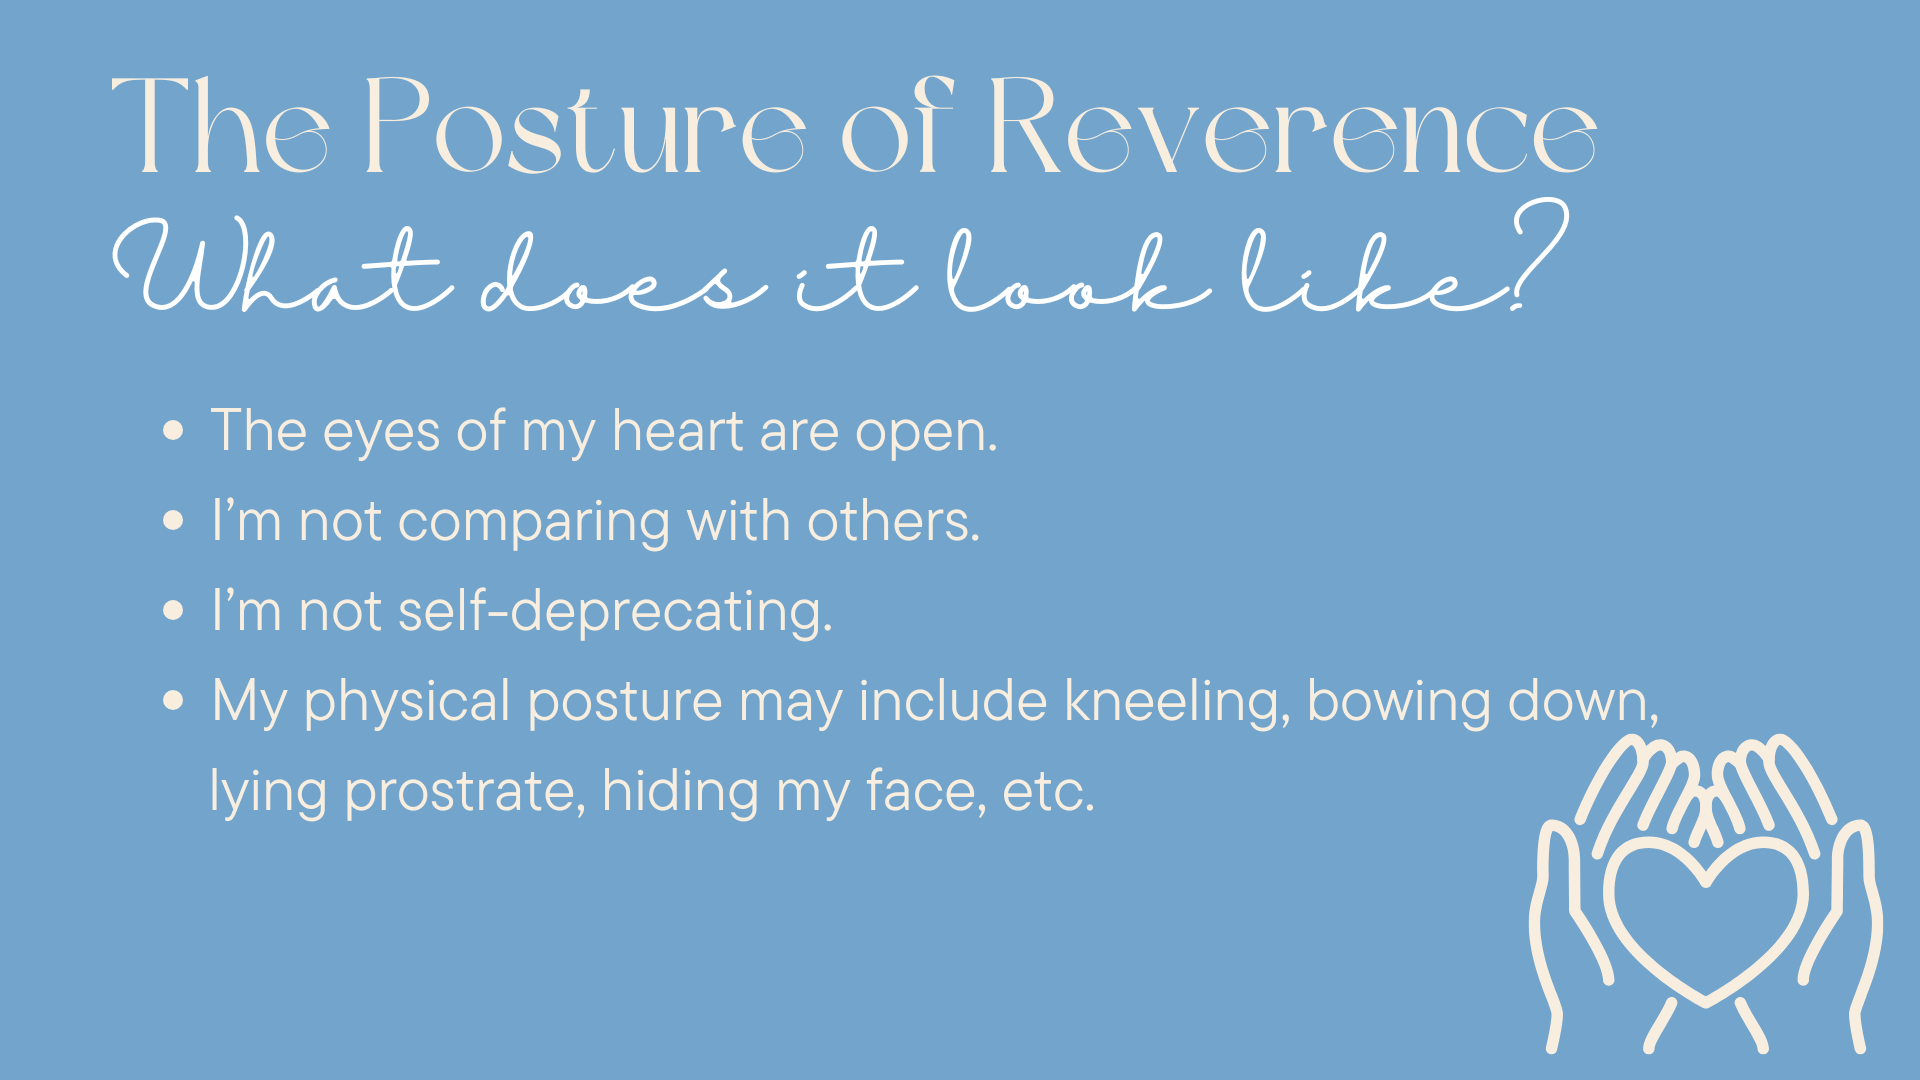 The Posture of Reverence
What does it look like?
• The eyes of my heart are open.
• I’m not comparing with others.
• I’m not self-deprecating.
• My physical posture may include kneeling, bowing down,
lying prostrate, hiding my face, etc.